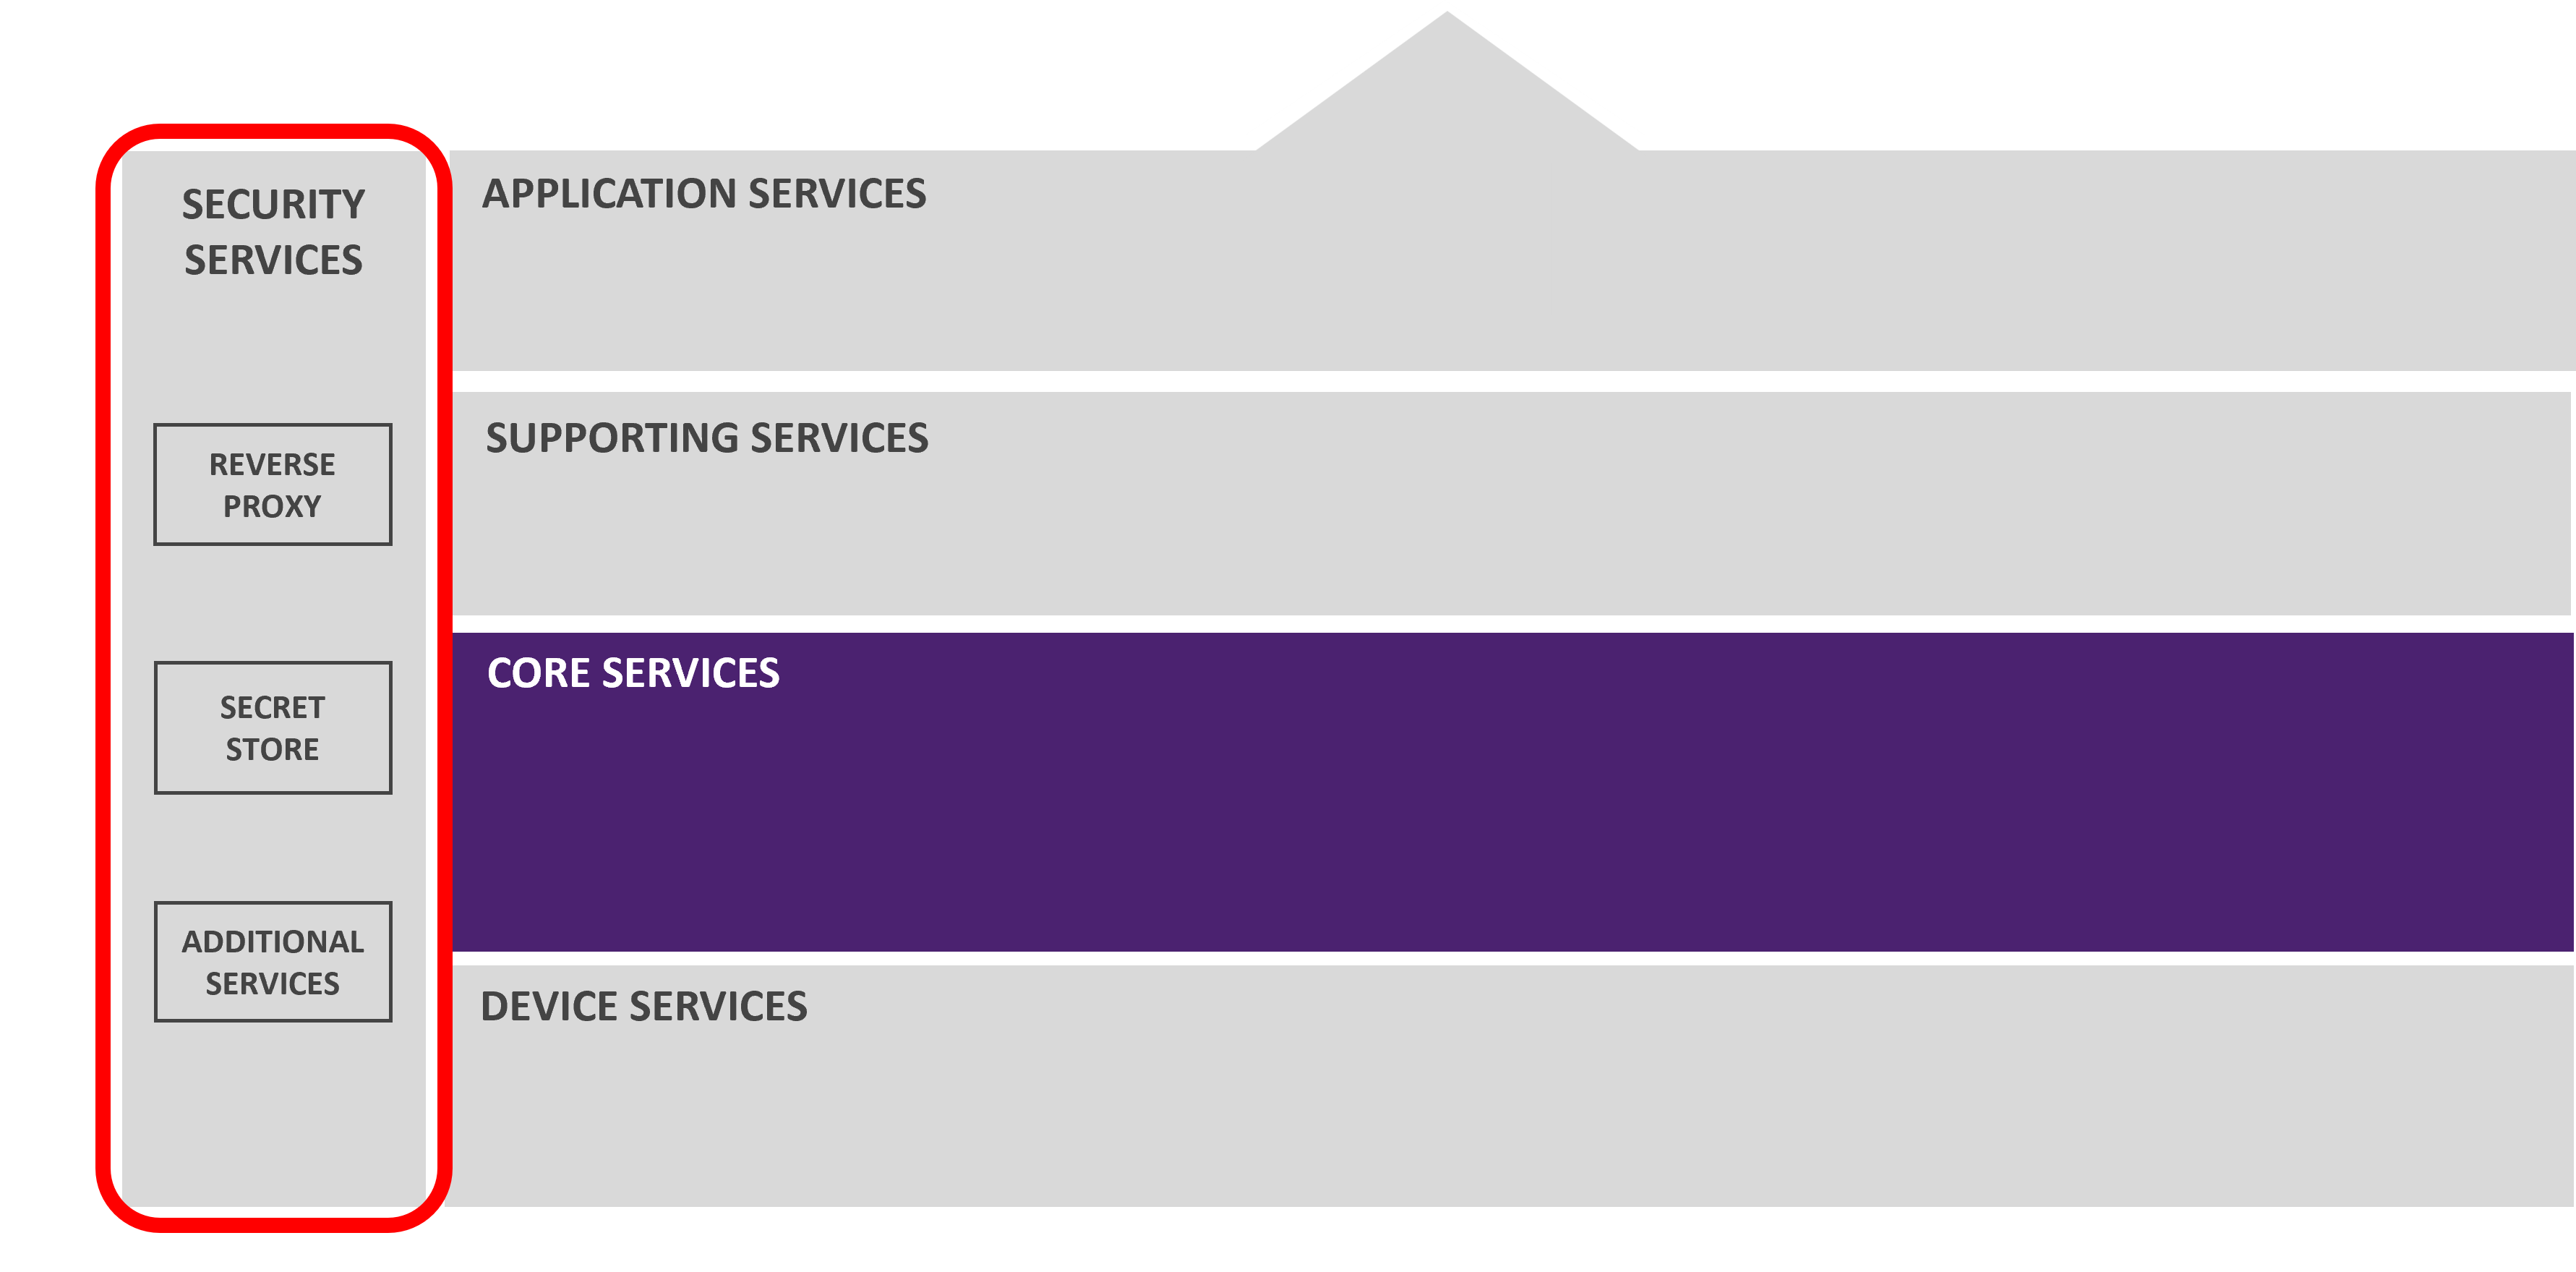 SECURITY
SERVICES
REVERSE
PROXY
SECRET
STORE
ADDITIONAL
SERVICES
APPLICATION SERVICES
SUPPORTING SERVICES
CORE SERVICES
DEVICE SERVICES